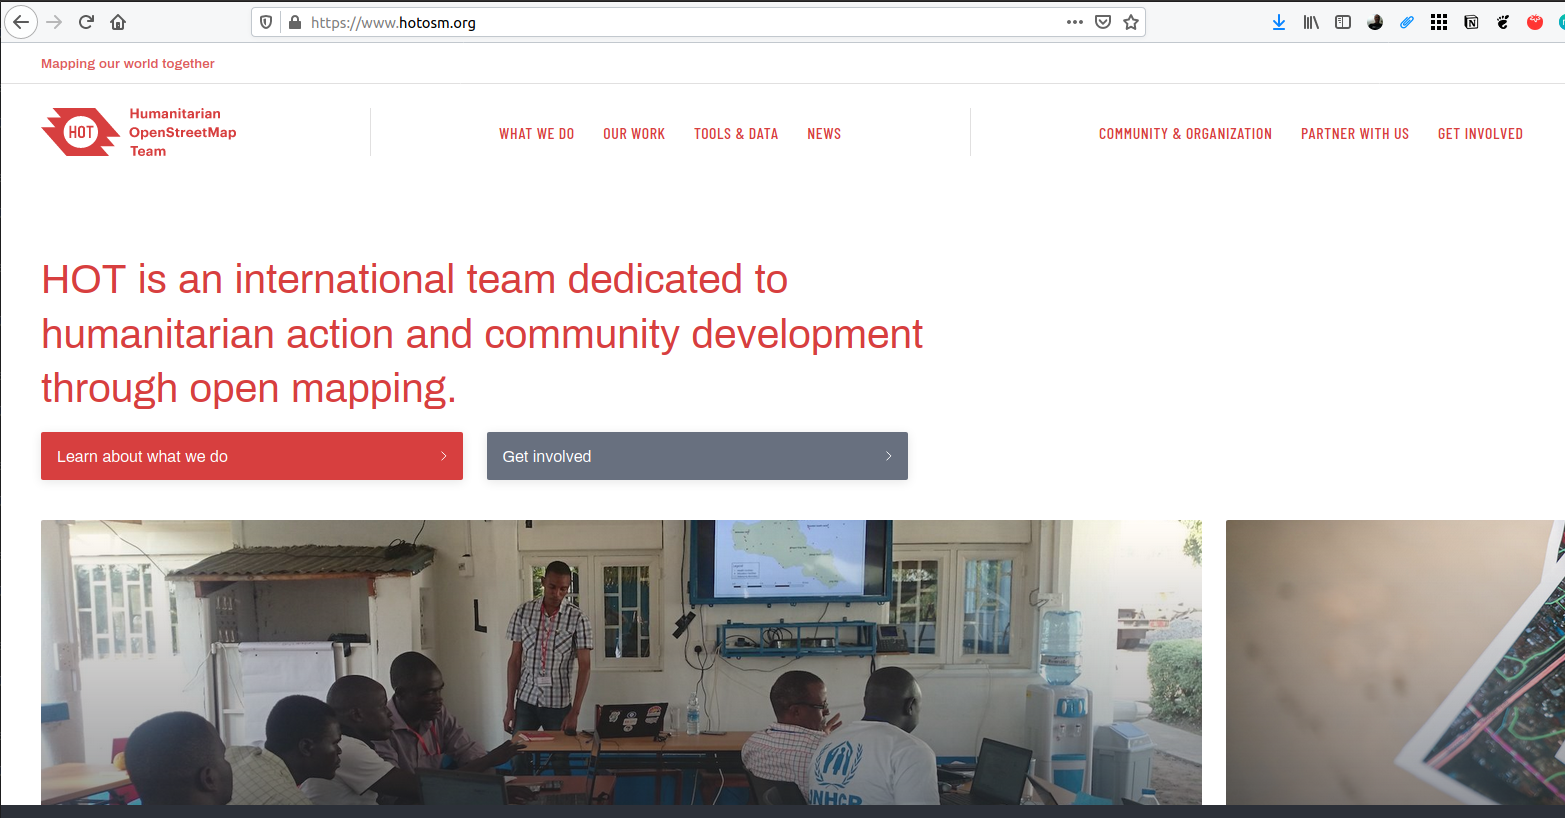 https://www.hotosm.org
Mapping our world together
HOT
Humanitarian
OpenStreetMap
Team
WHAT WE DO
OUR WORK
TOOLS & DATA
NEWS
COMMUNITY & ORGANIZATION
PARTNER WITH US
GET INVOLVED
HOT is an international team dedicated to
humanitarian action and community development
through open mapping.
Learn about what we do
Get involved
UNHCR